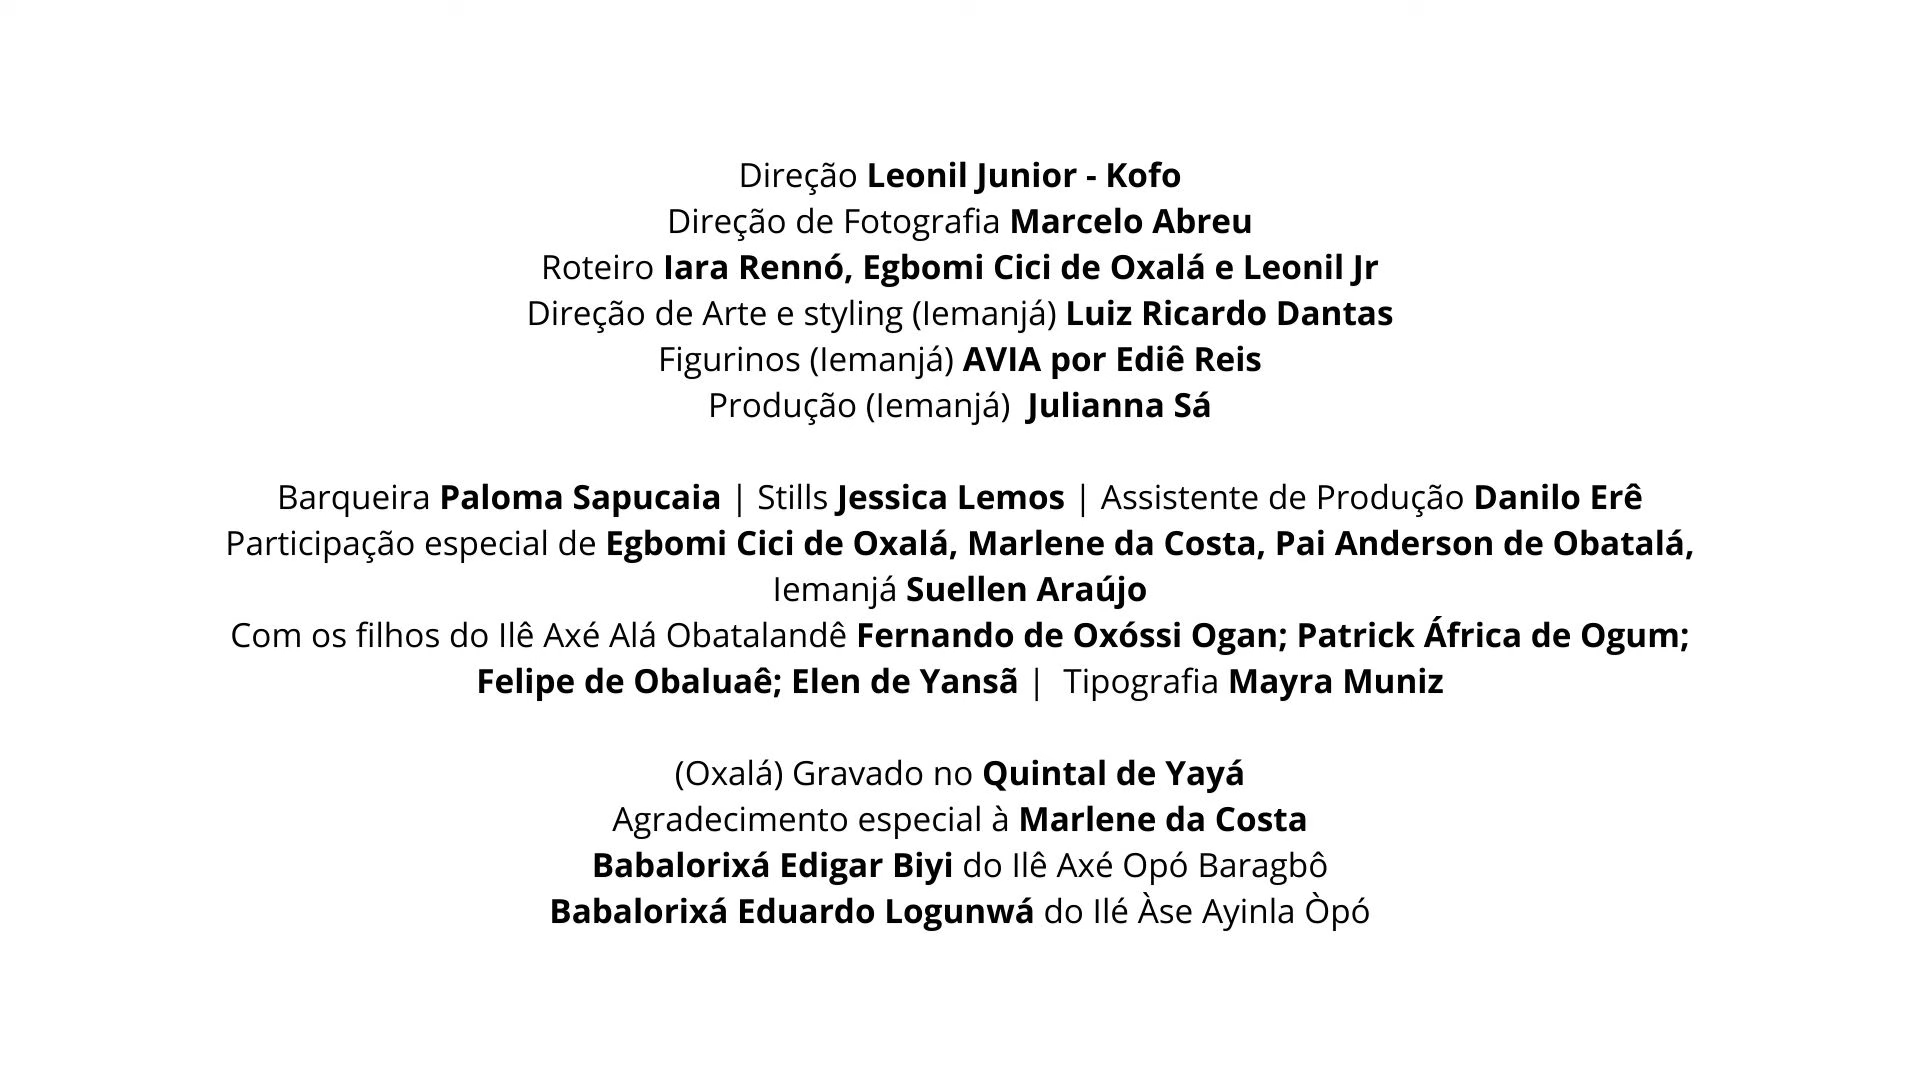 Direção Leonil Junior - Kofo
Direção de Fotografia Marcelo Abreu
Roteiro Iara Rennó, Egbomi Cici de Oxalá e Leonil Jr
Direção de Arte e styling (Iemanjá) Luiz Ricardo Dantas
Figurinos (Iemanjá) AVIA por Ediê Reis
Produção (Iemanjá) Julianna Sá
Barqueira Paloma Sapucaia | Stills Jessica Lemos | Assistente de Produção Danilo Erê
Participação especial de Egbomi Cici de Oxalá, Marlene da Costa, Pai Anderson de Obatalá,
Iemanjá Suellen Araújo
Com os filhos do Ilê Axé Alá Obatalandê Fernando de Oxóssi Ogan; Patrick África de Ogum;
Felipe de Obaluaê; Elen de Yansã | Tipografia Mayra Muniz
(Oxalá) Gravado no Quintal de Yayá
Agradecimento especial à Marlene da Costa
Babalorixá Edigar Biyi do Ilê Axé Opó Baragbô
Babalorixá Eduardo Logunwá do Ilé Àse Ayinla Òpó